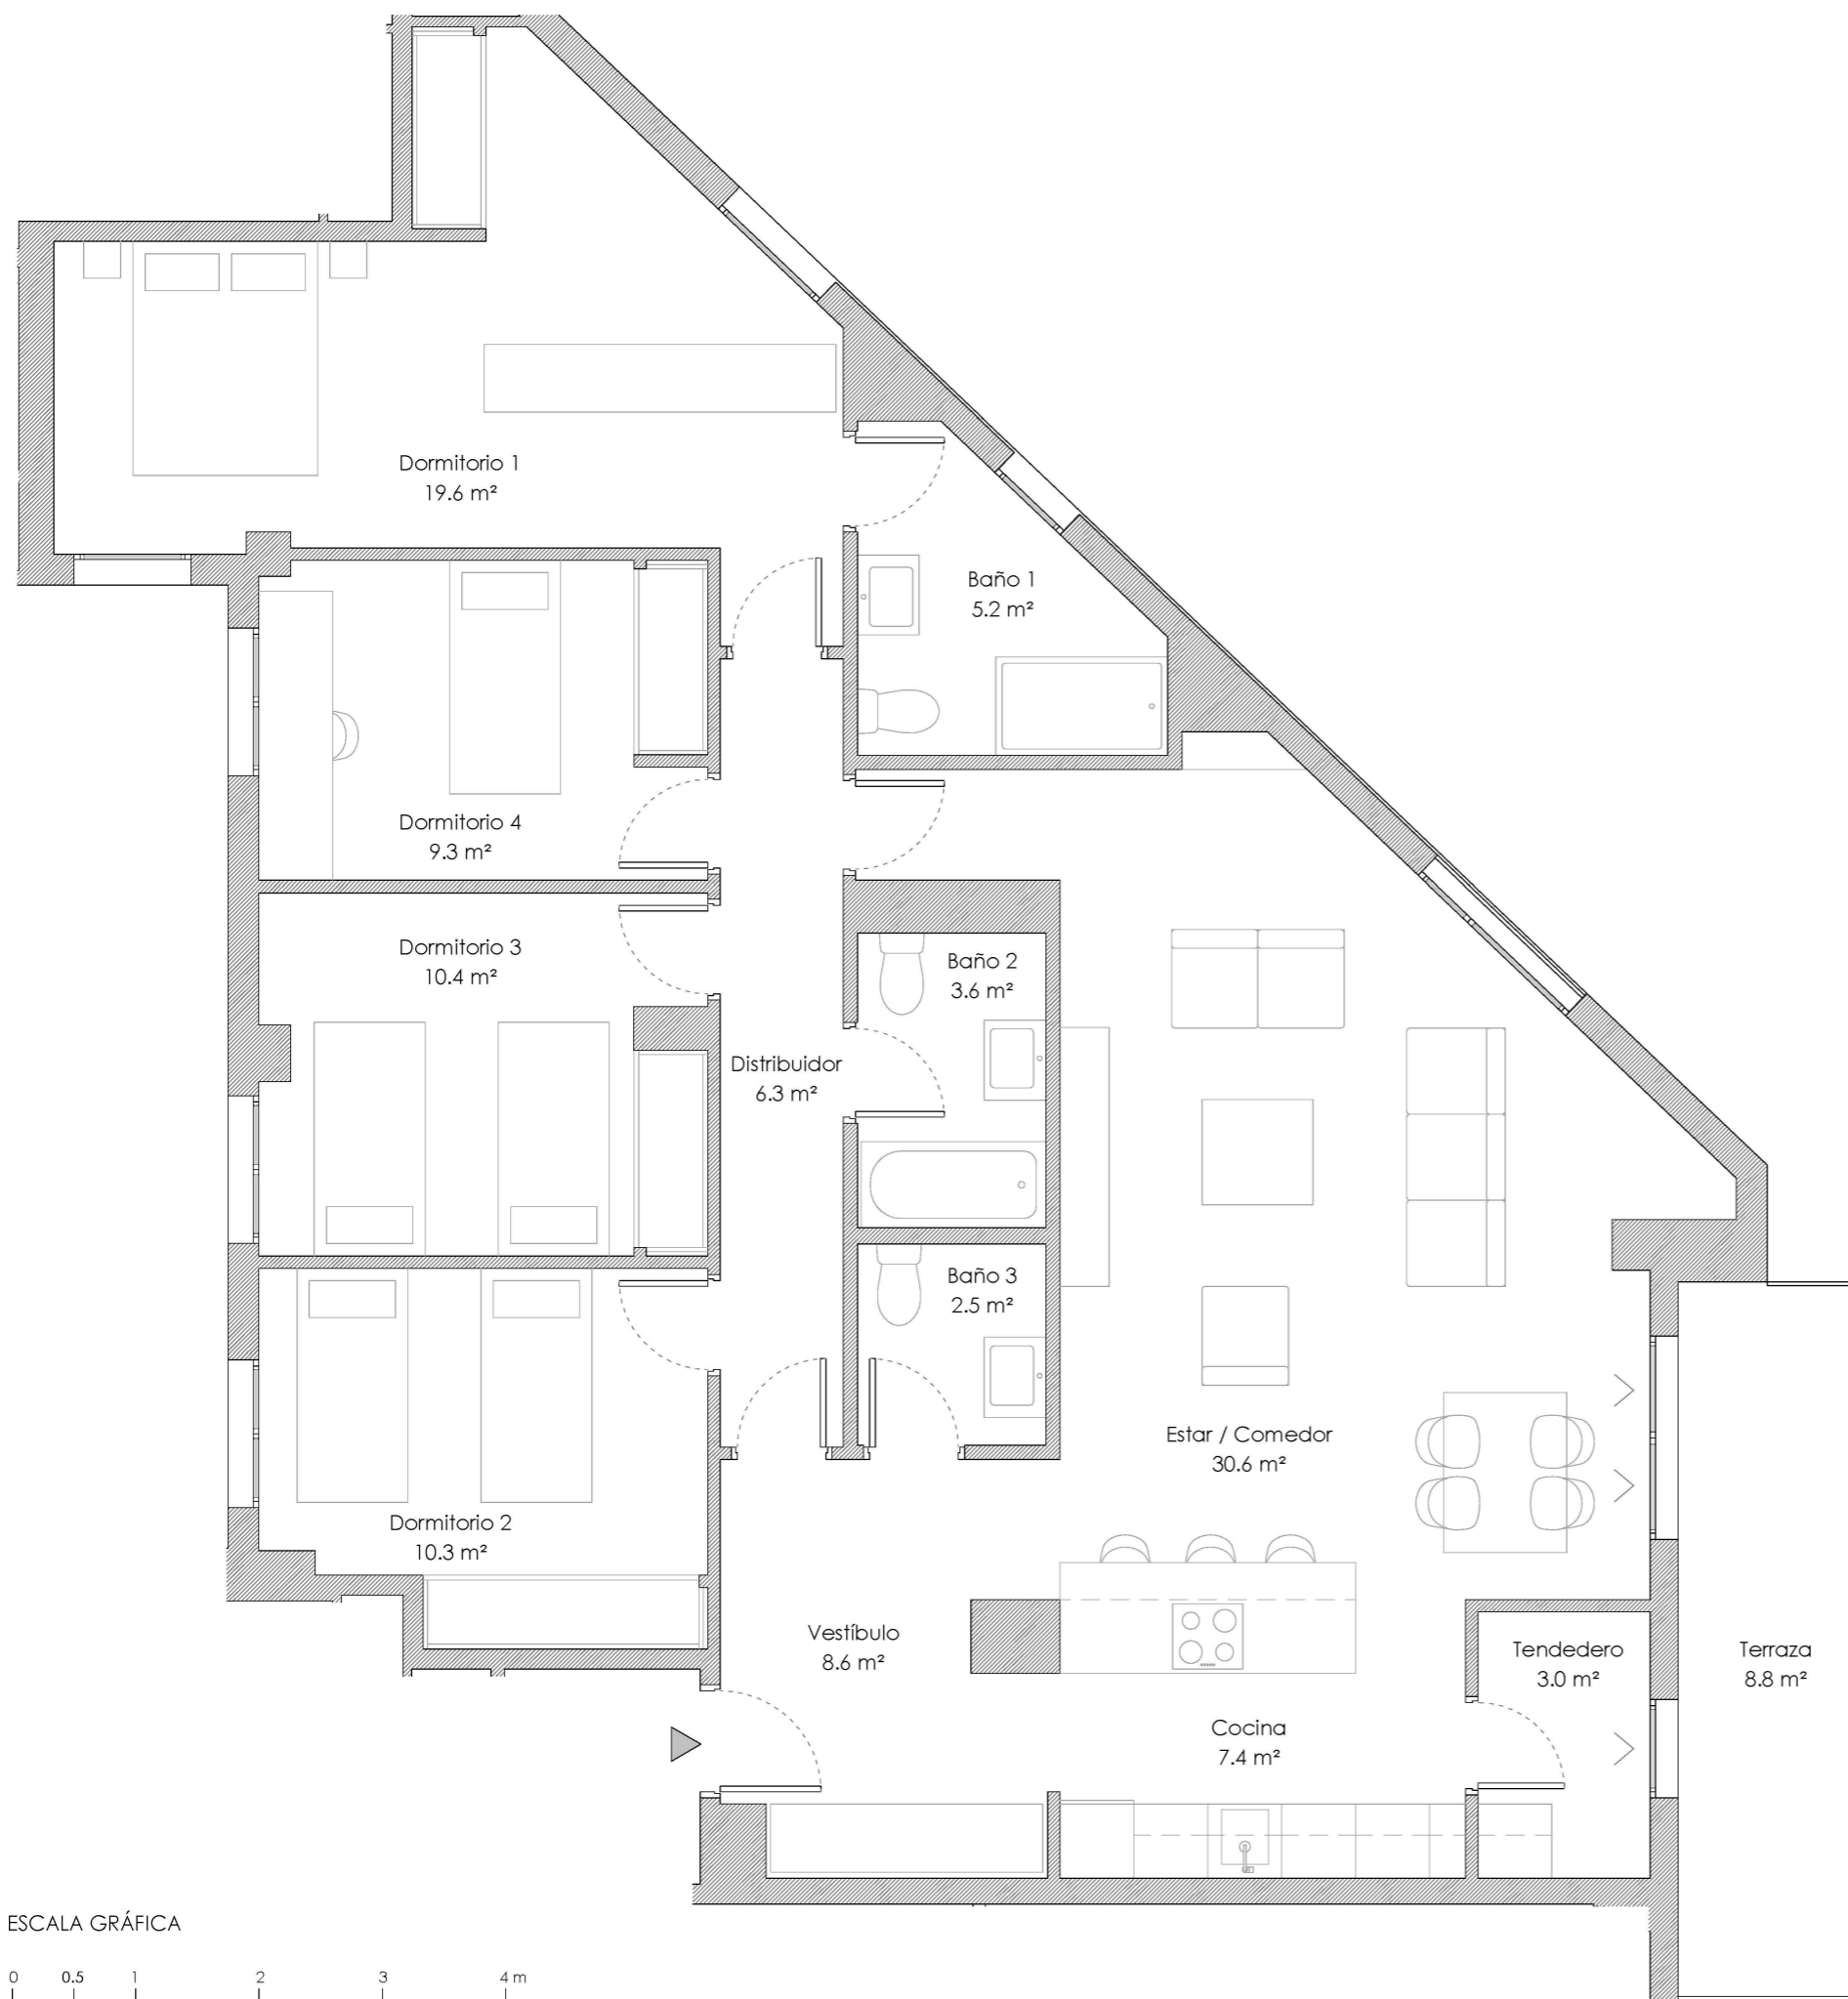 Dormitorio 1
19.6 m²
Baño 1
5.2 m²
Dormitorio 4
9.3 m²
Dormitorio 3
10.4 m²
Baño 2
3.6 m²
Distribuidor
6.3 m²
Baño 3
2.5 m²
Estar / Comedor
30.6 m²
Dormitorio 2
10.3 m²
Vestíbulo
8.6 m²
Tendedero
3.0 m²
Terraza
8.8 m²
Cocina
7.4 m²
ESCALA GRÁFICA
0 0.5 1 2 3 4 m